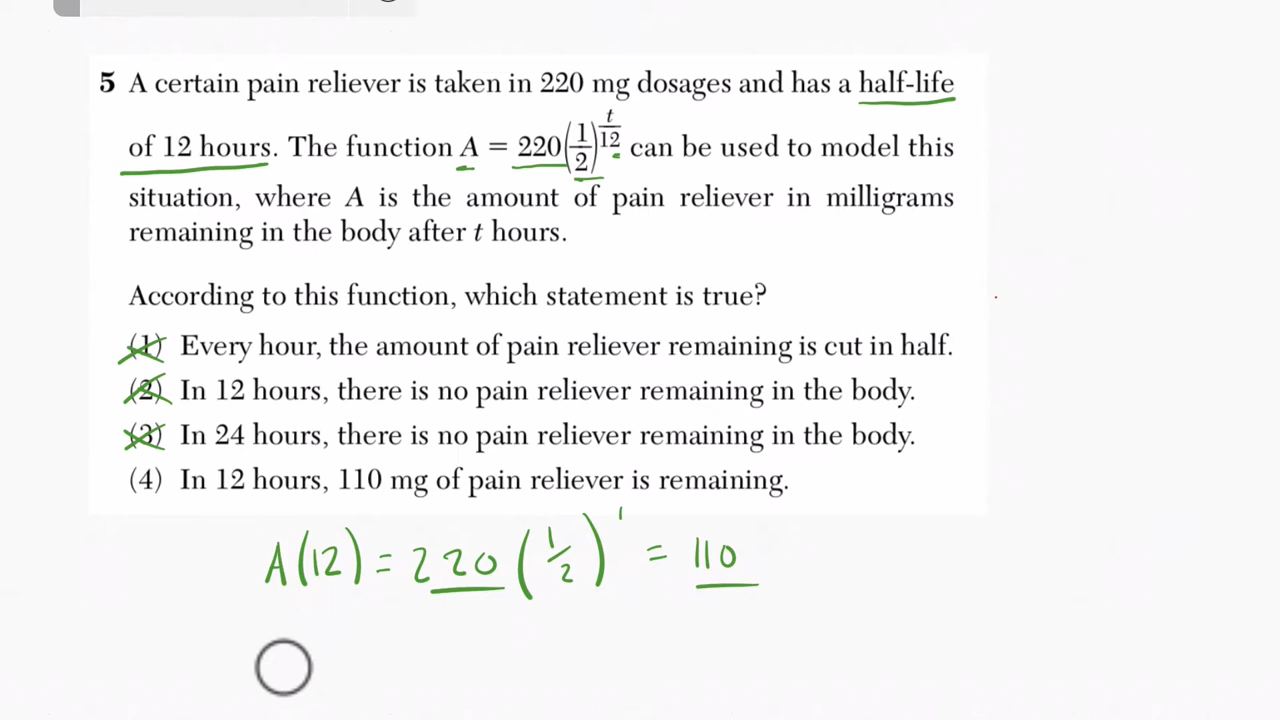 5 A certain pain reliever is taken in 220 mg dosages and has a half-life
of 12 hours. The function A = 220(1/2)^(t/12) can be used to model this
situation, where A is the amount of pain reliever in milligrams
remaining in the body after t hours.
According to this function, which statement is true?
(1) Every hour, the amount of pain reliever remaining is cut in half.
(2) In 12 hours, there is no pain reliever remaining in the body.
(3) In 24 hours, there is no pain reliever remaining in the body.
(4) In 12 hours, 110 mg of pain reliever is remaining.
A(12) = 220 (1/2)^1 = 110